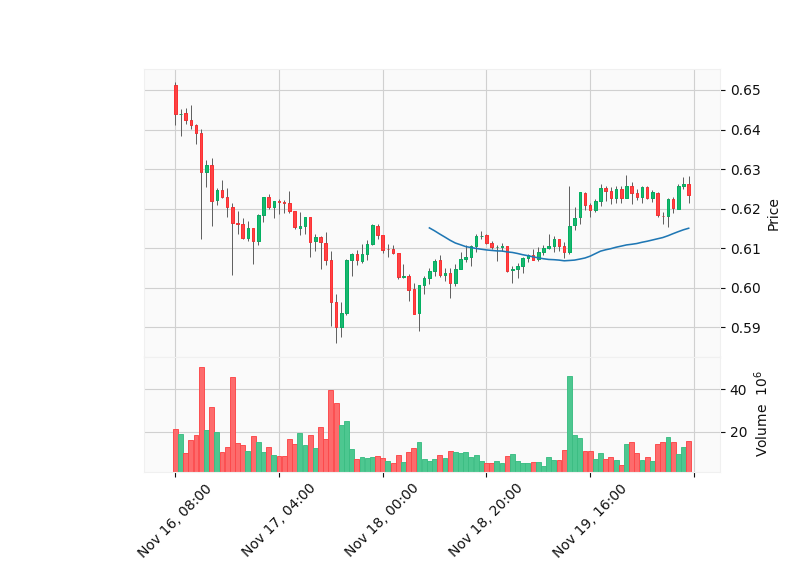 0.65
0.64
0.63
0.62
0.61
0.60
0.59
Price
40
20
Volume 10⁶
Nov 16, 08:00
Nov 17, 04:00
Nov 18, 00:00
Nov 18, 20:00
Nov 19, 16:00